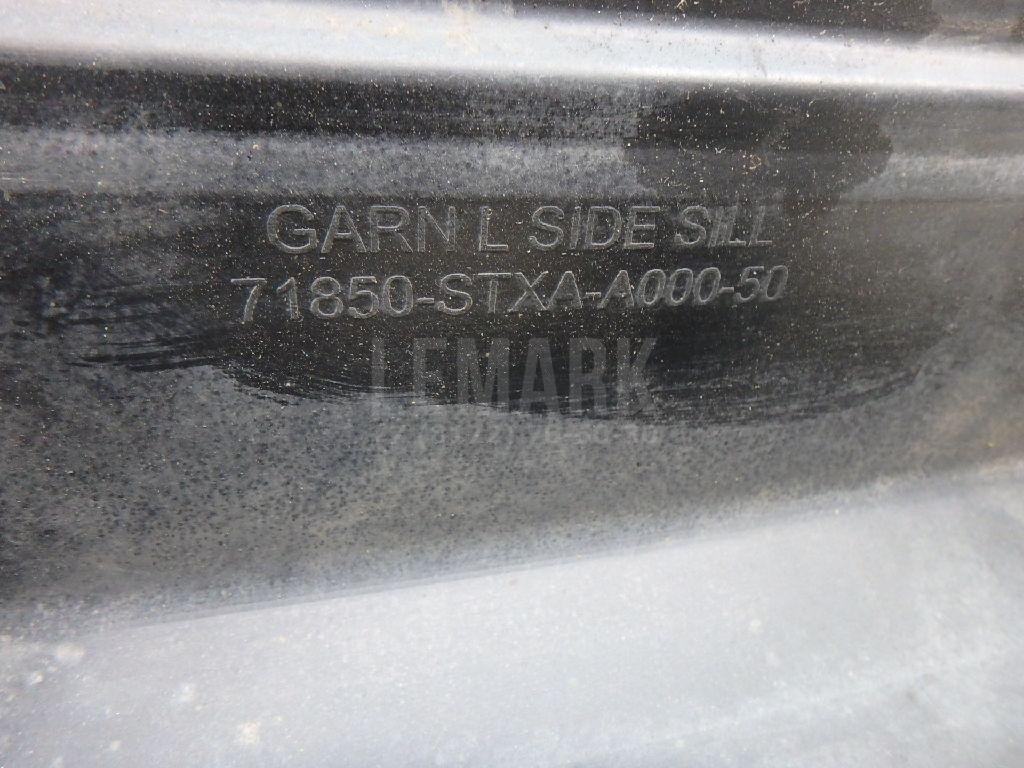 GARN L SIDE SILL
71850-STXA-A000-50
LEMARK